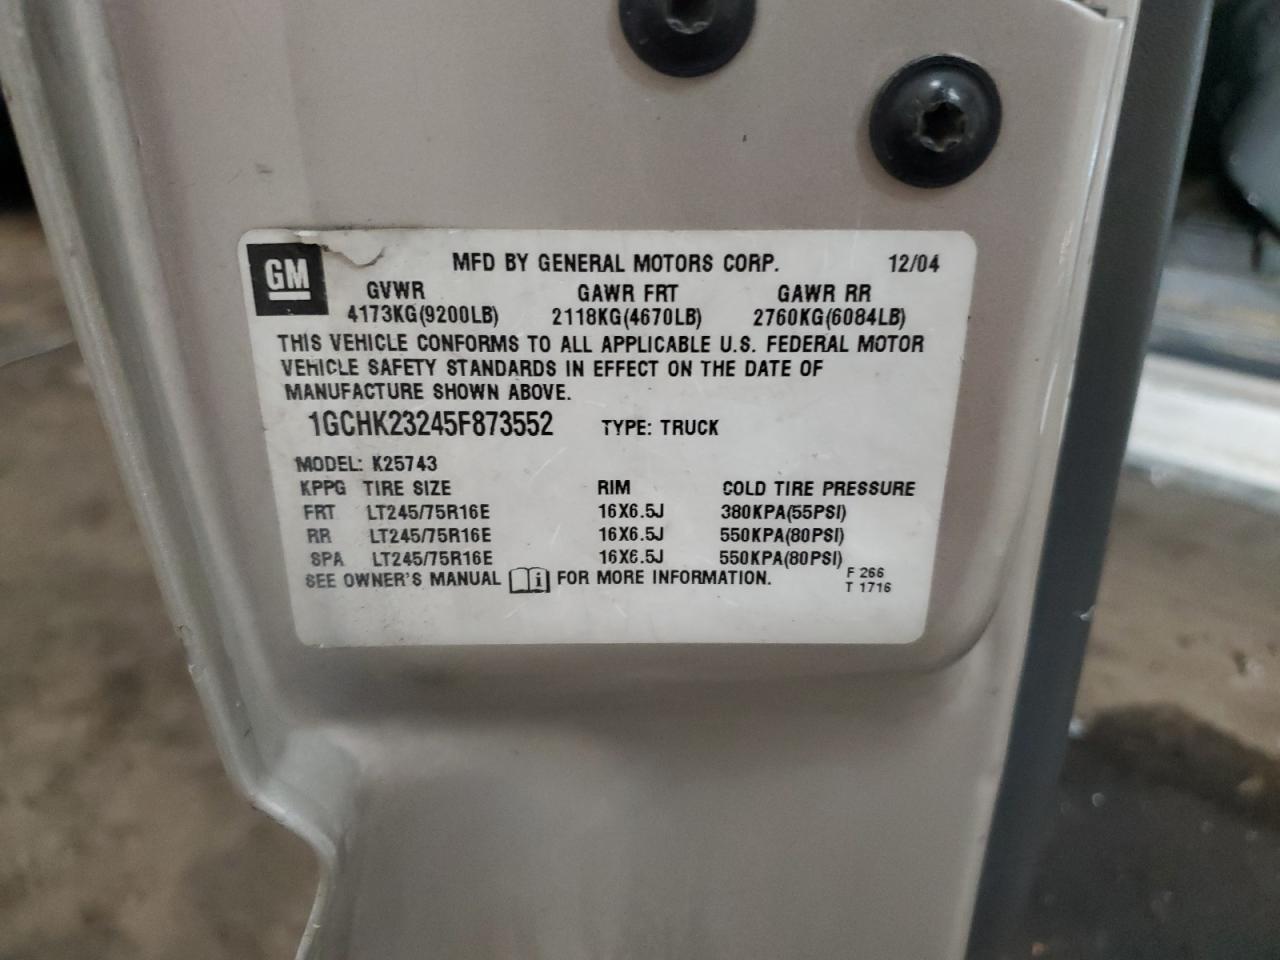 GM
MFD BY GENERAL MOTORS CORP. 12/04
GVWR GAWR FRT GAWR RR
4173KG(9200LB) 2118KG(4670LB) 2760KG(6084LB)
THIS VEHICLE CONFORMS TO ALL APPLICABLE U.S. FEDERAL MOTOR
VEHICLE SAFETY STANDARDS IN EFFECT ON THE DATE OF
MANUFACTURE SHOWN ABOVE.
1GCHK23245F873552 TYPE: TRUCK
MODEL: K25743
KPPG TIRE SIZE RIM COLD TIRE PRESSURE
FRT LT245/75R16E 16X6.5J 380KPA(55PSI)
RR LT245/75R16E 16X6.5J 550KPA(80PSI)
SPA LT245/75R16E 16X6.5J 550KPA(80PSI)
SEE OWNER'S MANUAL i FOR MORE INFORMATION. F 266
T 1716